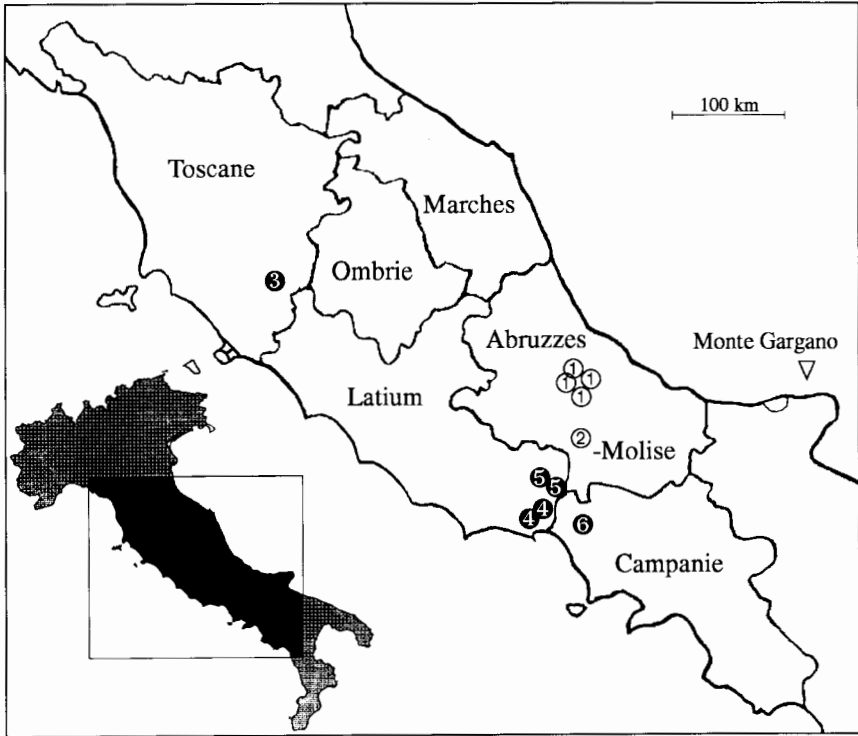 100 km
Toscane
Marches
Ombrie
3
Abruzzes
Monte Gargano
1
1
1
1
Latium
2
-Molise
5
5
4
4
6
Campanie